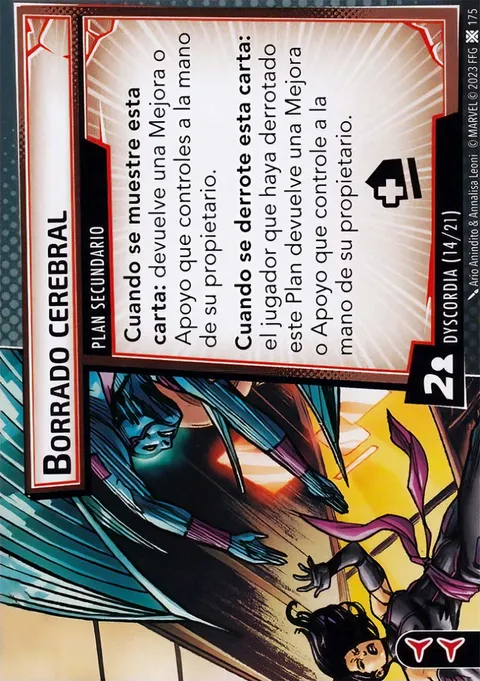 BORRADO CEREBRAL
PLAN SECUNDARIO
Cuando se muestre esta
carta: devuelve una Mejora o
Apoyo que controles a la mano
de su propietario.
Cuando se derrote esta carta:
el jugador que haya derrotado
este Plan devuelve una Mejora
o Apoyo que controle a la
mano de su propietario.
2
DYSCORDIA (14/21)
Ario Anindito & Annalisa Leoni © MARVEL © 2023 FFG 175